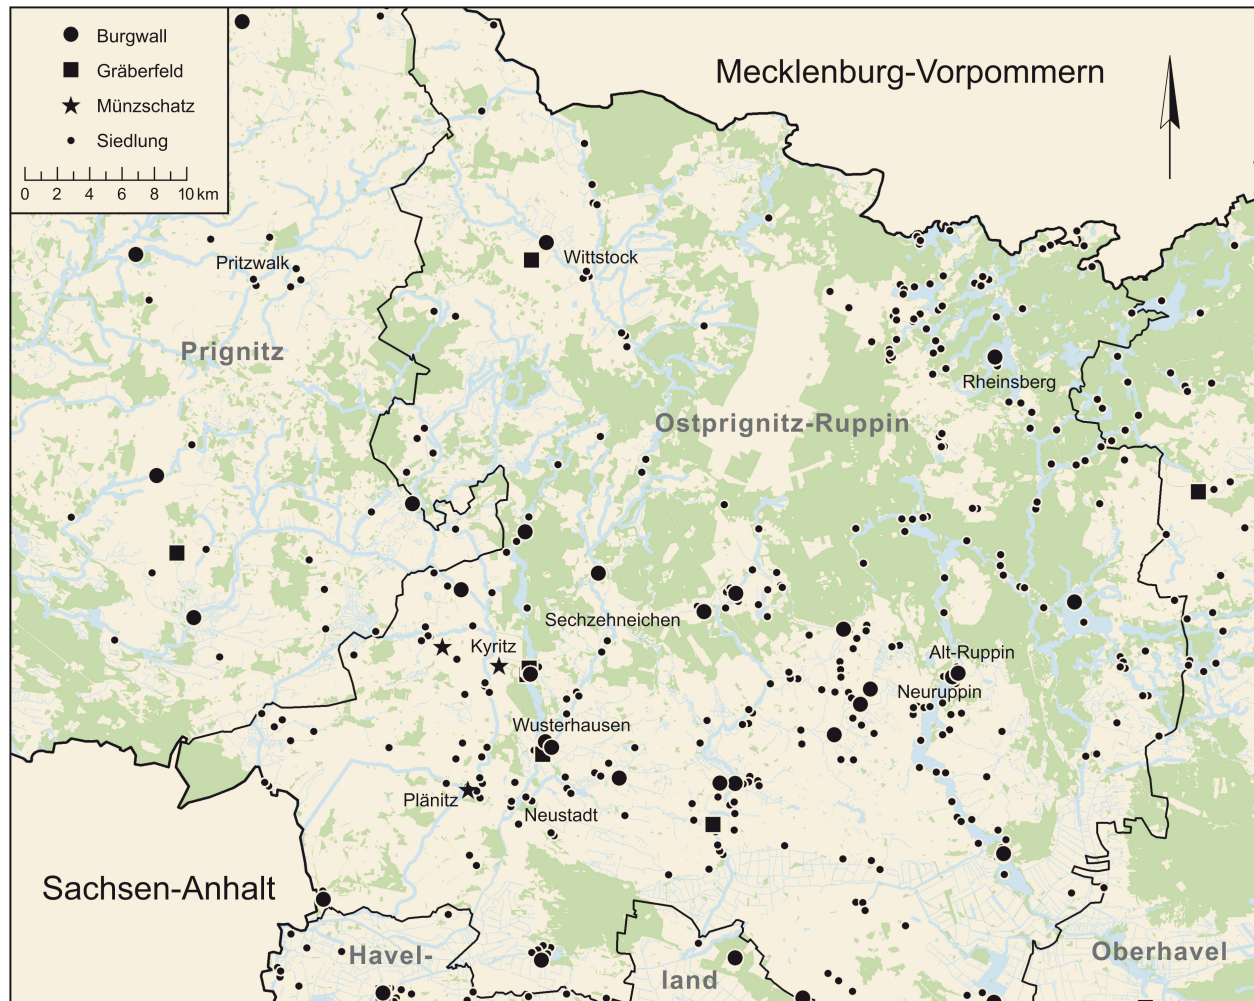 Burgwall
Gräberfeld
Münzschatz
Siedlung
0 2 4 6 8 10 km
Mecklenburg-Vorpommern
Pritzwalk
Wittstock
Prignitz
Rheinsberg
Ostprignitz-Ruppin
Sechzehneichen
Kyritz
Alt-Ruppin
Neuruppin
Wusterhausen
Plänitz
Neustadt
Sachsen-Anhalt
Havel-
land
Oberhavel